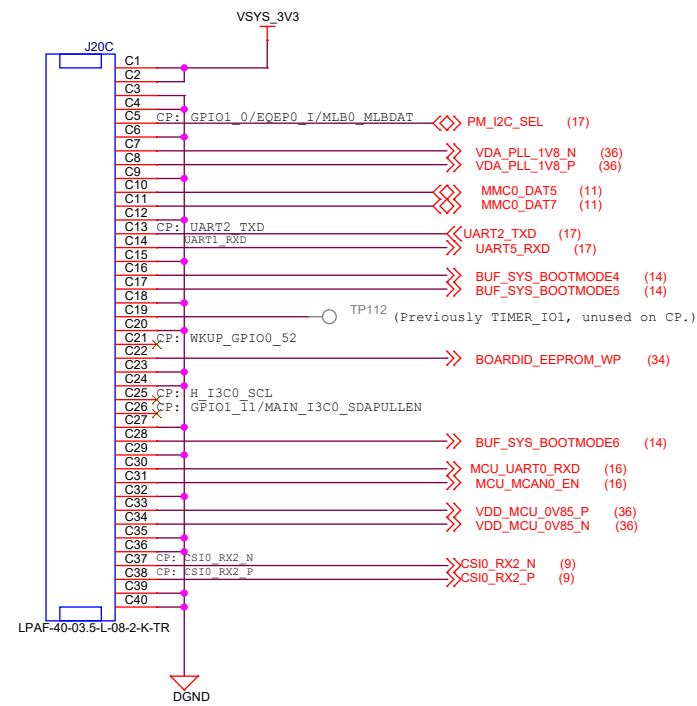 VSYS_3V3
J20C
C1
C2
C3
C4
C5 CP: GPIO1_0/EQEP0_I/MLB0_MLBDAT PM_I2C_SEL (17)
C6
C7 VDA_PLL_1V8_N (36)
C8 VDA_PLL_1V8_P (36)
C9
C10 MMC0_DAT5 (11)
C11 MMC0_DAT7 (11)
C12
C13 CP: UART2_TXD UART2_TXD (17)
C14 UART1_RXD UART5_RXD (17)
C15
C16 BUF_SYS_BOOTMODE4 (14)
C17 BUF_SYS_BOOTMODE5 (14)
C18
C19 TP112 (Previously TIMER_IO1, unused on CP.)
C20
C21 CP: WKUP_GPIO0_52
C22 BOARDID_EEPROM_WP (34)
C23
C24
C25 CP: H_I3C0_SCL
C26 CP: GPIO1_11/MAIN_I3C0_SDAPULLEN
C27
C28 BUF_SYS_BOOTMODE6 (14)
C29
C30 MCU_UART0_RXD (16)
C31 MCU_MCAN0_EN (16)
C32
C33 VDD_MCU_0V85_P (36)
C34 VDD_MCU_0V85_N (36)
C35
C36
C37 CP: CSI0_RX2_N CSI0_RX2_N (9)
C38 CP: CSI0_RX2_P CSI0_RX2_P (9)
C39
C40
LPAF-40-03.5-L-08-2-K-TR
DGND